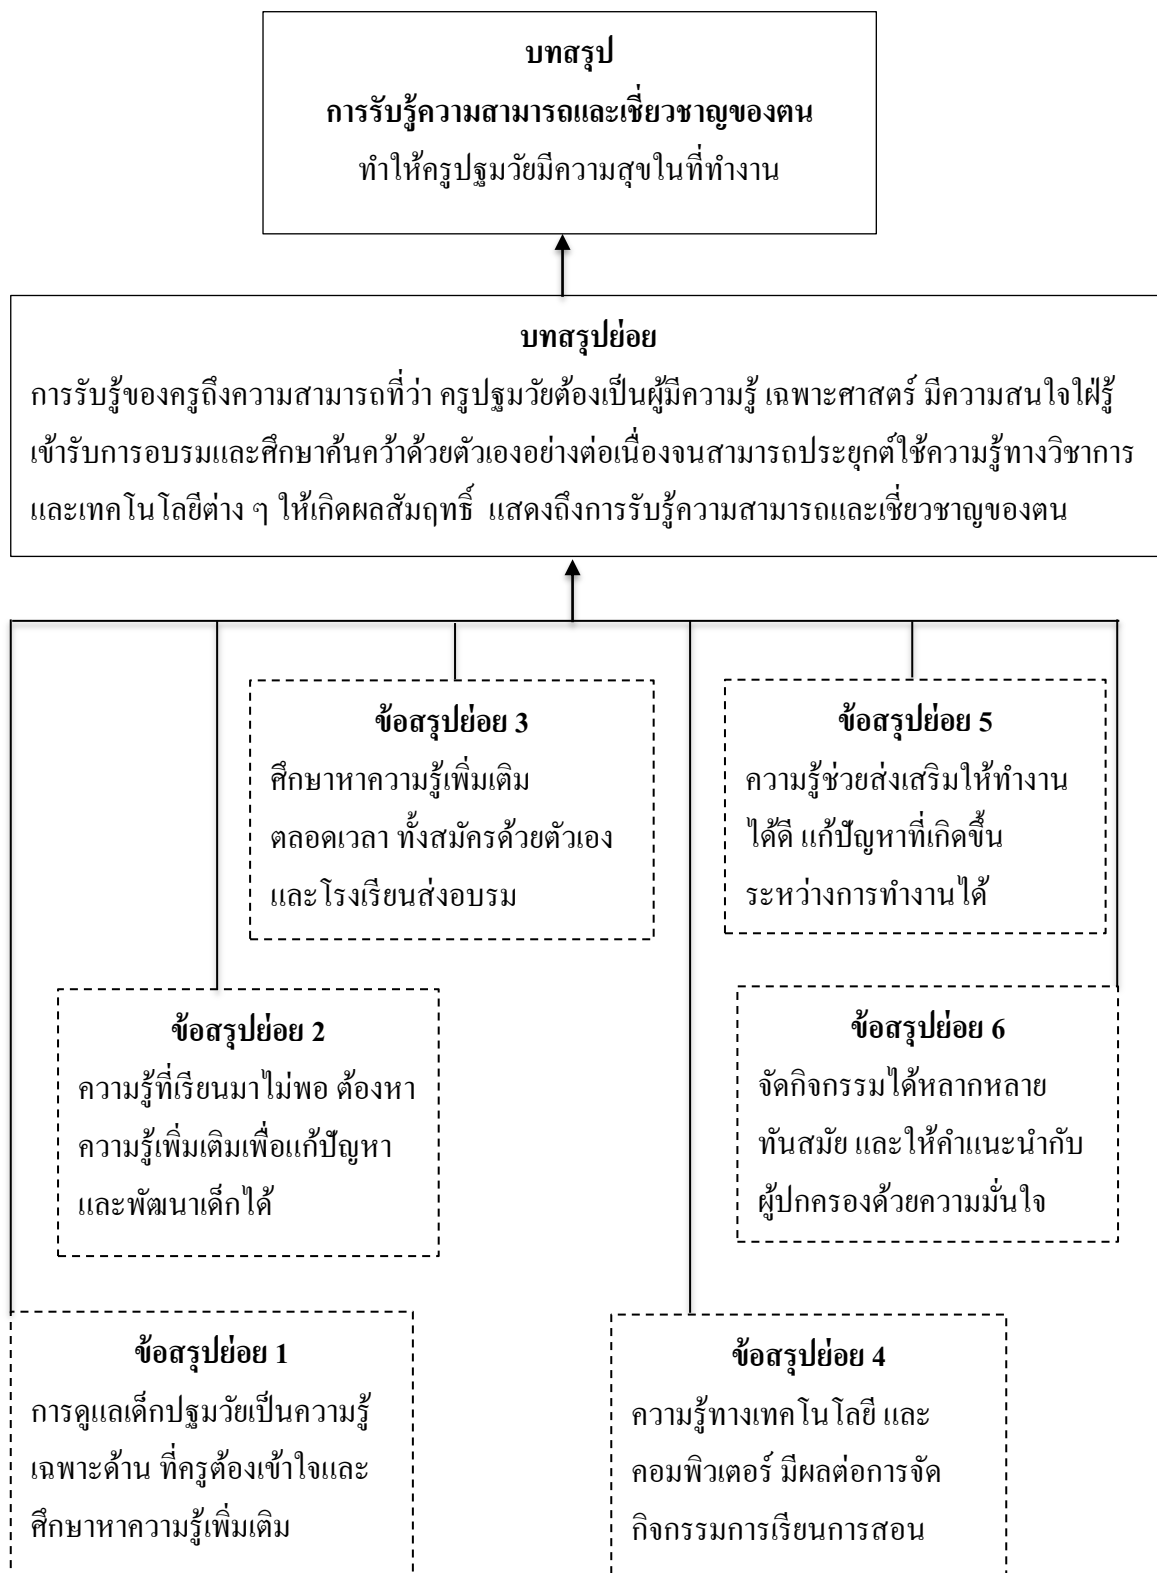 บทสรุป
การรับรู้ความสามารถและเชี่ยวชาญของตน
ทำให้ครูปฐมวัยมีความสุขในที่ทำงาน
บทสรุปย่อย
การรับรู้ของครูถึงความสามารถที่ว่า ครูปฐมวัยต้องเป็นผู้มีความรู้ เฉพาะศาสตร์ มีความสนใจใฝ่รู้
เข้ารับการอบรมและศึกษาค้นคว้าด้วยตัวเองอย่างต่อเนื่องจนสามารถประยุกต์ใช้ความรู้ทางวิชาการ
และเทคโนโลยีต่าง ๆ ให้เกิดผลสัมฤทธิ์ แสดงถึงการรับรู้ความสามารถและเชี่ยวชาญของตน
ข้อสรุปย่อย 3
ศึกษาหาความรู้เพิ่มเติม
ตลอดเวลา ทั้งสมัครด้วยตัวเอง
และโรงเรียนส่งอบรม
ข้อสรุปย่อย 5
ความรู้ช่วยส่งเสริมให้ทำงาน
ได้ดี แก้ปัญหาที่เกิดขึ้น
ระหว่างการทำงานได้
ข้อสรุปย่อย 2
ความรู้ที่เรียนมาไม่พอ ต้องหา
ความรู้เพิ่มเติมเพื่อแก้ปัญหา
และพัฒนาเด็กได้
ข้อสรุปย่อย 6
จัดกิจกรรมได้หลากหลาย
ทันสมัย และให้คำแนะนำกับ
ผู้ปกครองด้วยความมั่นใจ
ข้อสรุปย่อย 1
การดูแลเด็กปฐมวัยเป็นความรู้
เฉพาะด้าน ที่ครูต้องเข้าใจและ
ศึกษาหาความรู้เพิ่มเติม
ข้อสรุปย่อย 4
ความรู้ทางเทคโนโลยี และ
คอมพิวเตอร์ มีผลต่อการจัด
กิจกรรมการเรียนการสอน